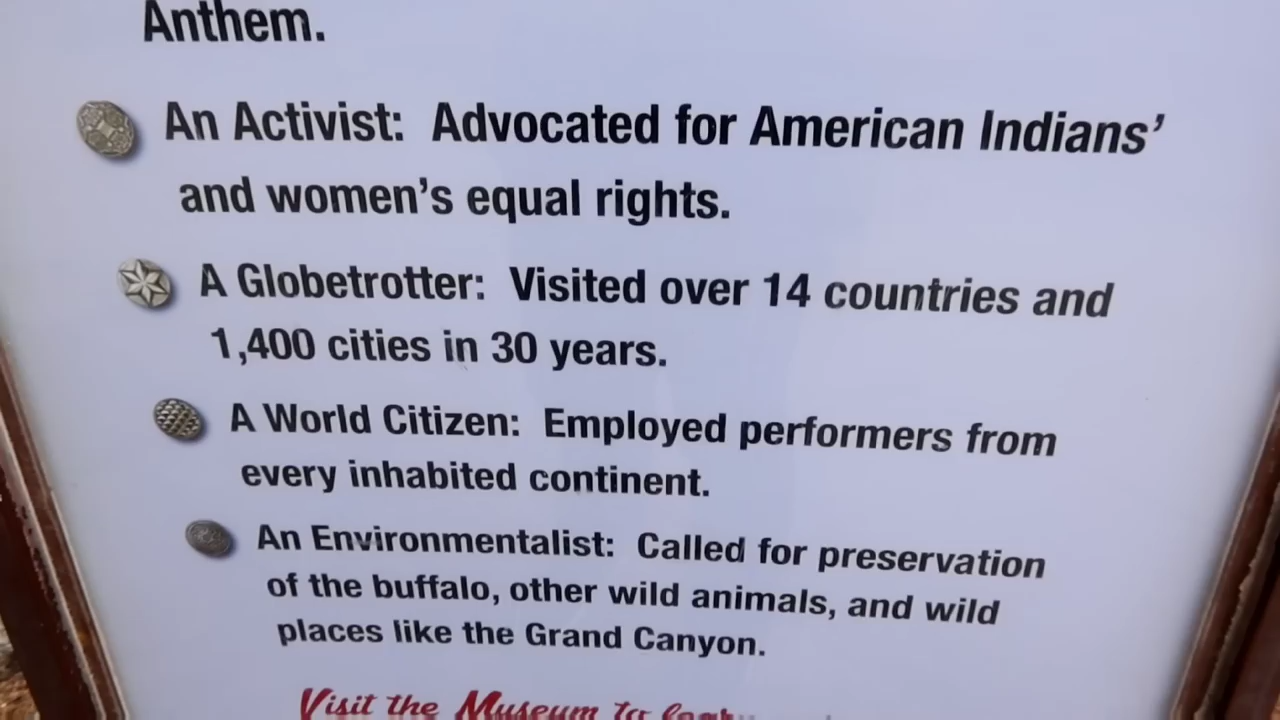 Anthem.
An Activist: Advocated for American Indians’
and women’s equal rights.
A Globetrotter: Visited over 14 countries and
1,400 cities in 30 years.
A World Citizen: Employed performers from
every inhabited continent.
An Environmentalist: Called for preservation
of the buffalo, other wild animals, and wild
places like the Grand Canyon.
Visit the Museum to